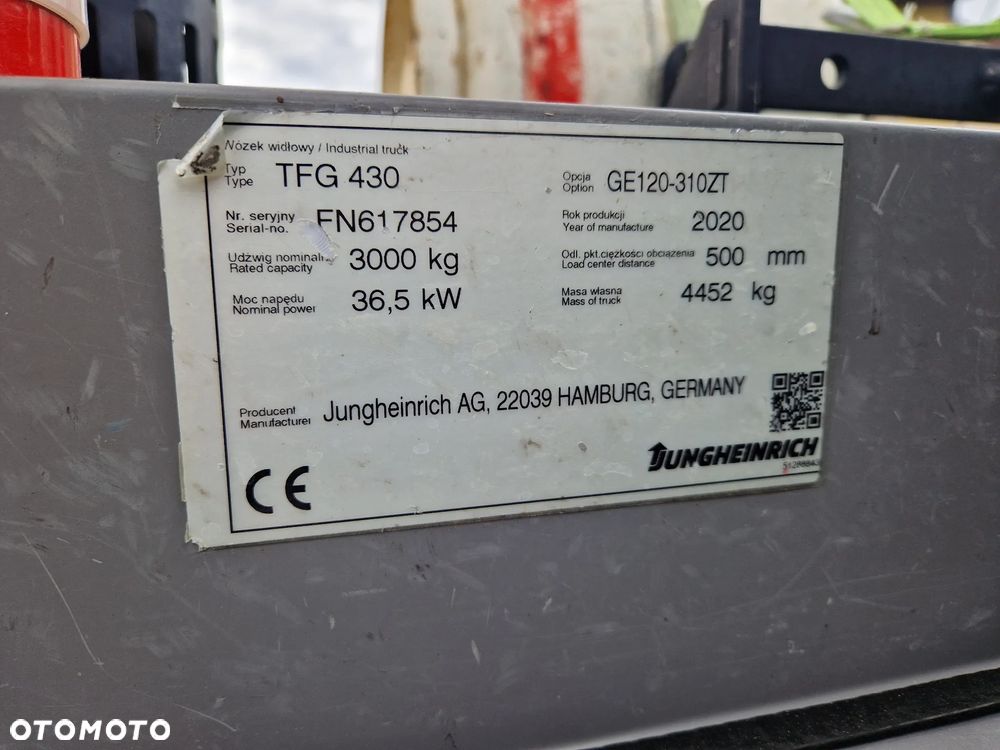 Wózek widłowy / Industrial truck
Typ TFG 430 Opcja GE120-310ZT
Type Option
Nr. seryjny FN617854 Rok produkcji 2020
Serial-no. Year of manufacture
Udźwig nominalny 3000 kg Odl. pkt.ciężkości obciążenia 500 mm
Rated capacity Load center distance
Moc napędu 36,5 kW Masa własna 4452 kg
Nominal power Mass of truck
Producent Jungheinrich AG, 22039 HAMBURG, GERMANY
Manufacturer
JUNGHEINRICH
CE
OTOMOTO